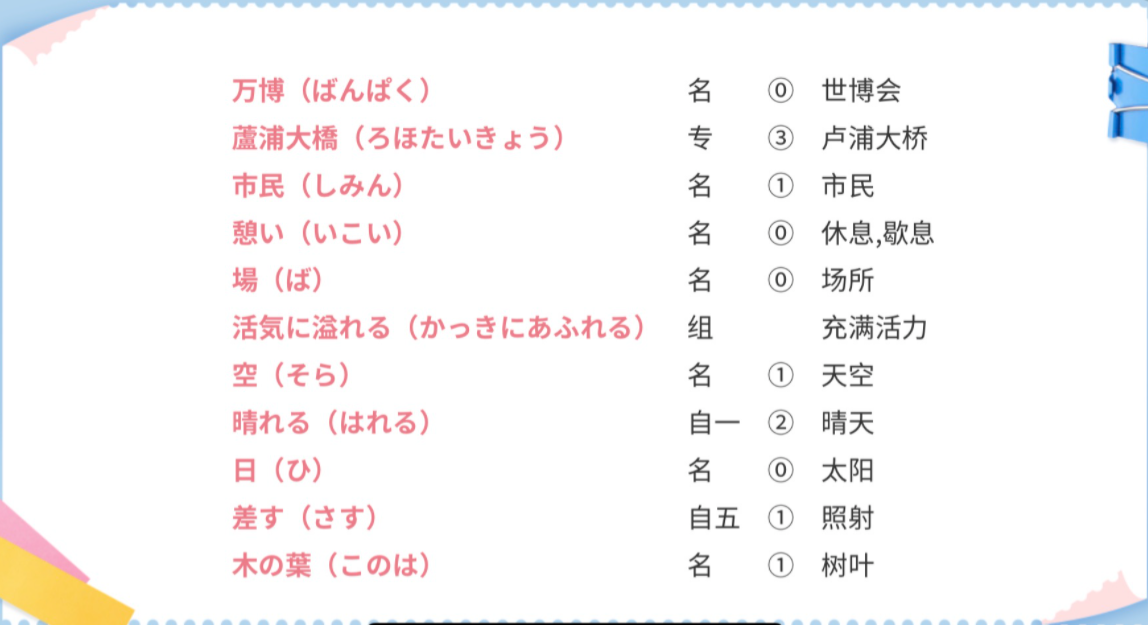 万博（ばんぱく） 名 ⓪ 世博会
蘆浦大橋（ろほたいきょう） 专 ③ 卢浦大桥
市民（しみん） 名 ① 市民
憩い（いこい） 名 ⓪ 休息,歇息
場（ば） 名 ⓪ 场所
活気に溢れる（かっきにあふれる） 组 充满活力
空（そら） 名 ① 天空
晴れる（はれる） 自一 ② 晴天
日（ひ） 名 ⓪ 太阳
差す（さす） 自五 ① 照射
木の葉（このは） 名 ① 树叶